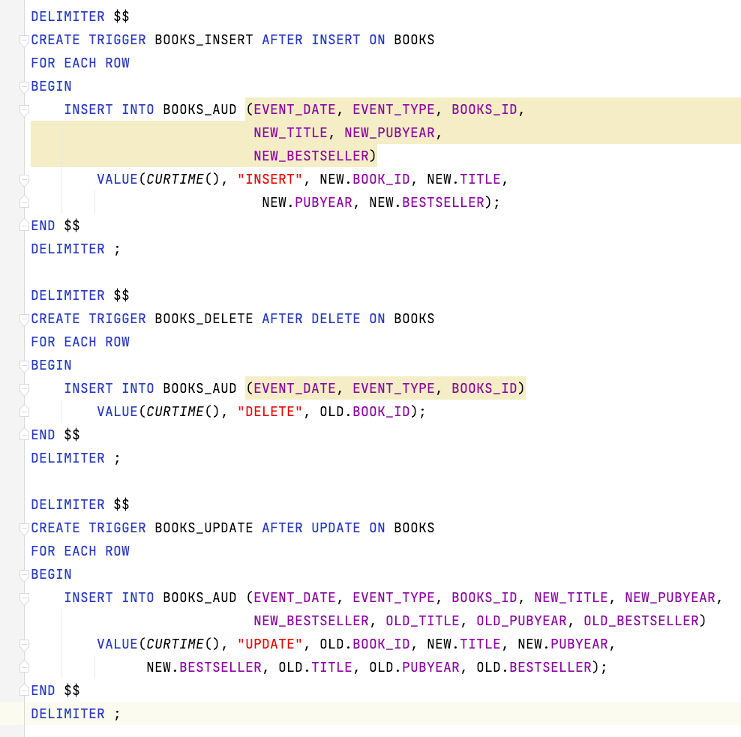 DELIMITER $$
CREATE TRIGGER BOOKS_INSERT AFTER INSERT ON BOOKS
FOR EACH ROW
BEGIN
    INSERT INTO BOOKS_AUD (EVENT_DATE, EVENT_TYPE, BOOKS_ID,
                           NEW_TITLE, NEW_PUBYEAR,
                           NEW_BESTSELLER)
        VALUE(CURTIME(), "INSERT", NEW.BOOK_ID, NEW.TITLE,
                            NEW.PUBYEAR, NEW.BESTSELLER);
END $$
DELIMITER ;

DELIMITER $$
CREATE TRIGGER BOOKS_DELETE AFTER DELETE ON BOOKS
FOR EACH ROW
BEGIN
    INSERT INTO BOOKS_AUD (EVENT_DATE, EVENT_TYPE, BOOKS_ID)
        VALUE(CURTIME(), "DELETE", OLD.BOOK_ID);
END $$
DELIMITER ;

DELIMITER $$
CREATE TRIGGER BOOKS_UPDATE AFTER UPDATE ON BOOKS
FOR EACH ROW
BEGIN
    INSERT INTO BOOKS_AUD (EVENT_DATE, EVENT_TYPE, BOOKS_ID, NEW_TITLE, NEW_PUBYEAR,
                           NEW_BESTSELLER, OLD_TITLE, OLD_PUBYEAR, OLD_BESTSELLER)
        VALUE(CURTIME(), "UPDATE", OLD.BOOK_ID, NEW.TITLE, NEW.PUBYEAR,
              NEW.BESTSELLER, OLD.TITLE, OLD.PUBYEAR, OLD.BESTSELLER);
END $$
DELIMITER ;